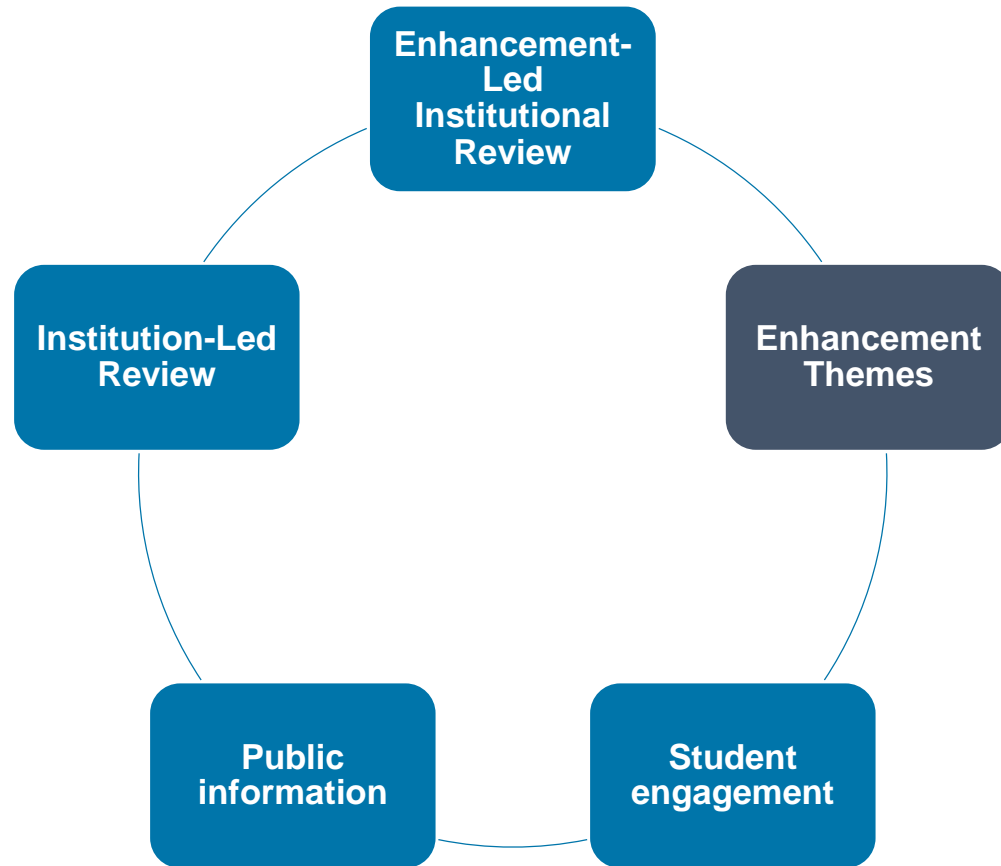 Enhancement-
Led
Institutional
Review
Institution-Led
Review
Enhancement
Themes
Public
information
Student
engagement